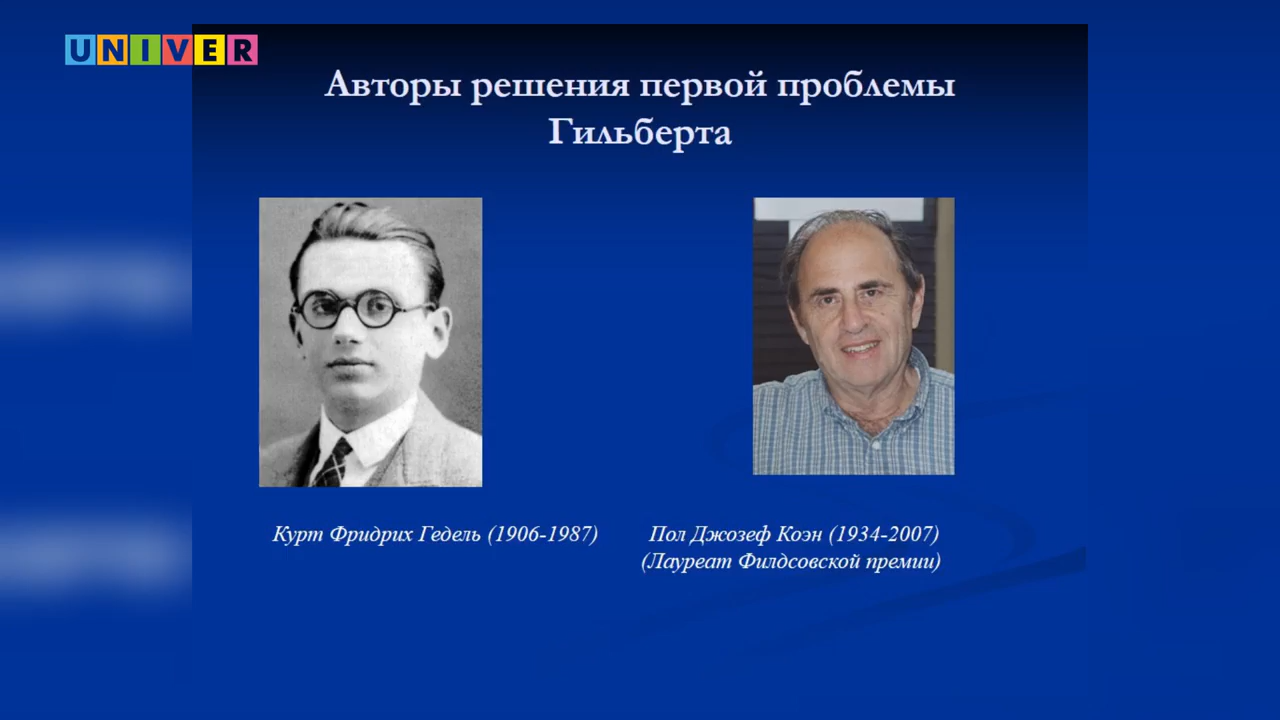 UNIVER
Авторы решения первой проблемы
Гильберта
Курт Фридрих Гедель (1906-1987)
Пол Джозеф Коэн (1934-2007)
(Лауреат Филдсовской премии)